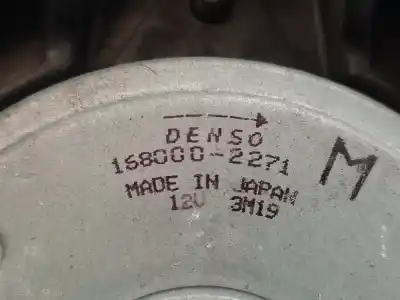 DENSO
168000-2271
M
MADE IN JAPAN
12V 3M19